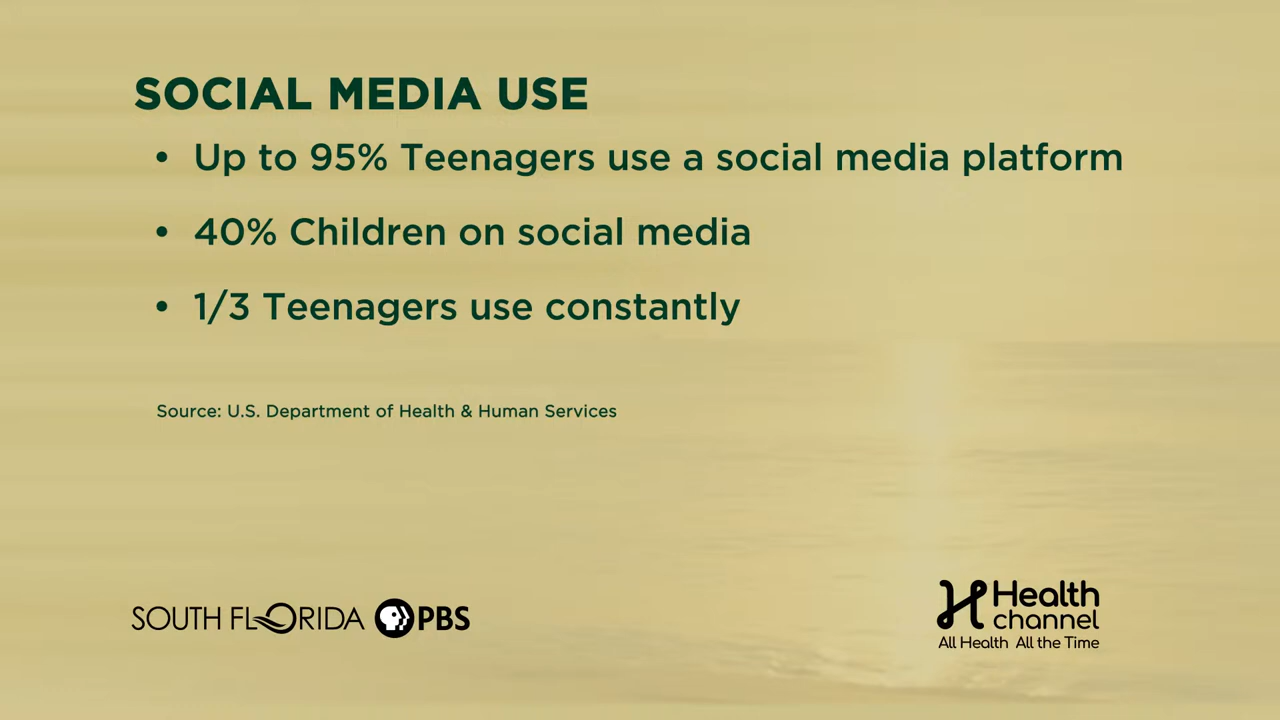 SOCIAL MEDIA USE
• Up to 95% Teenagers use a social media platform
• 40% Children on social media
• 1/3 Teenagers use constantly
Source: U.S. Department of Health & Human Services
SOUTH FLORIDA PBS
Health
channel
All Health All the Time